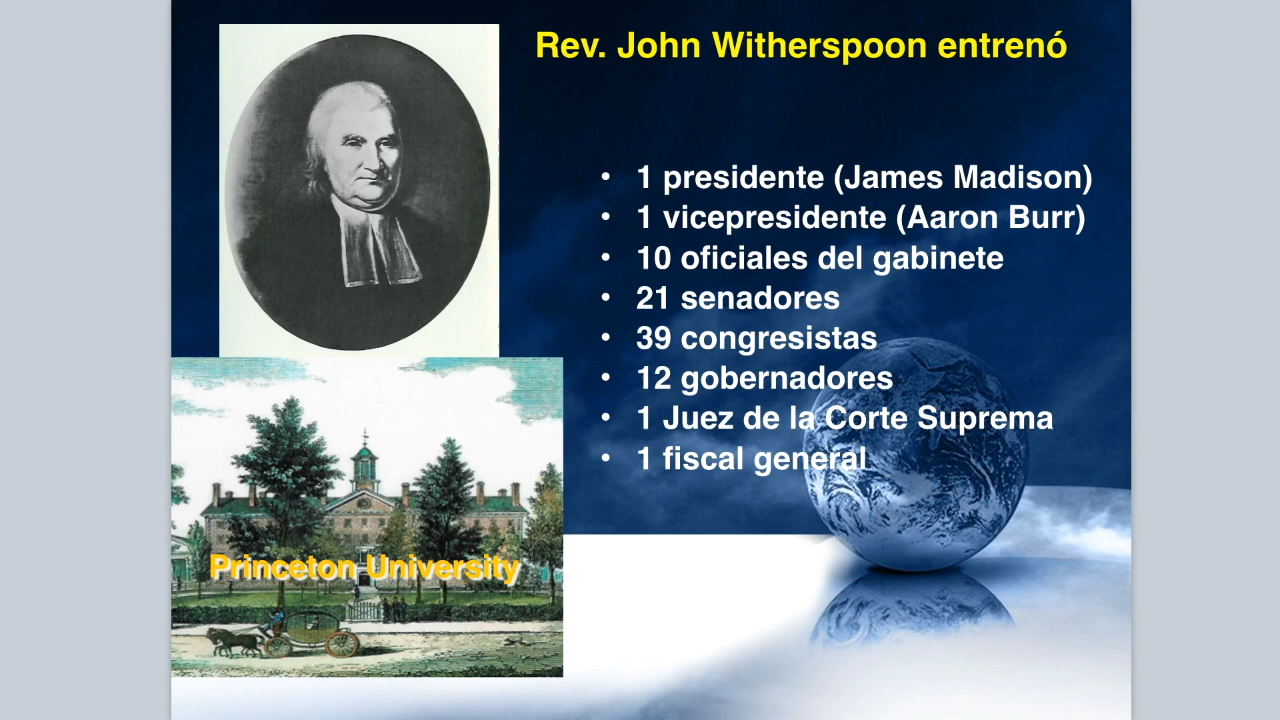 Rev. John Witherspoon entrenó
• 1 presidente (James Madison)
• 1 vicepresidente (Aaron Burr)
• 10 oficiales del gabinete
• 21 senadores
• 39 congresistas
• 12 gobernadores
• 1 Juez de la Corte Suprema
• 1 fiscal general
Princeton University